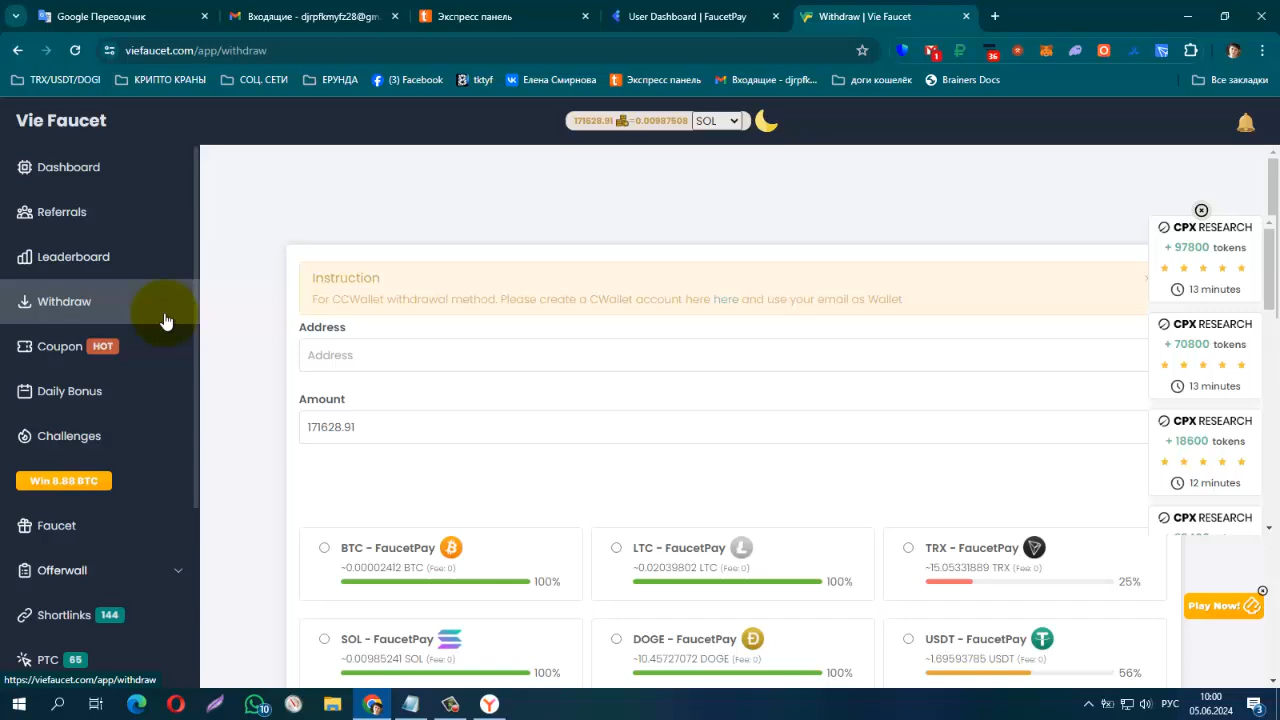 Google Переводчик
Входящие - djrpfkmyfz28@gm
Экспресс панель
User Dashboard | FaucetPay
Withdraw | Vie Faucet
viefaucet.com/app/withdraw
1
36
TRX/USDT/DOGI
КРИПТО КРАНЫ
СОЦ. СЕТИ
ЕРУНДА
(3) Facebook
tktyf
Елена Смирнова
Экспресс панель
Входящие - djrpfk...
доги кошелёк
Brainers Docs
Все закладки
Vie Faucet
171628.91 =0.00987508 SOL
Dashboard
Referrals
Leaderboard
Withdraw
Coupon HOT
Daily Bonus
Challenges
Win 8.88 BTC
Faucet
Offerwall
Shortlinks 144
PTC 65
https://viefaucet.com/app/withdraw
Instruction
For CCWallet withdrawal method. Please create a CWallet account here here and use your email as Wallet
Address
Address
Amount
171628.91
BTC - FaucetPay
~0.00002412 BTC (Fee: 0)
100%
LTC - FaucetPay
~0.02039802 LTC (Fee: 0)
100%
TRX - FaucetPay
~15.05331889 TRX (Fee: 0)
25%
SOL - FaucetPay
~0.00985241 SOL (Fee: 0)
100%
DOGE - FaucetPay
~10.45727072 DOGE (Fee: 0)
100%
USDT - FaucetPay
~1.69593785 USDT (Fee: 0)
56%
CPX RESEARCH
+ 97800 tokens
13 minutes
CPX RESEARCH
+ 70800 tokens
13 minutes
CPX RESEARCH
+ 18600 tokens
12 minutes
CPX RESEARCH
Play Now!
10
РУС
10:00
05.06.2024
3